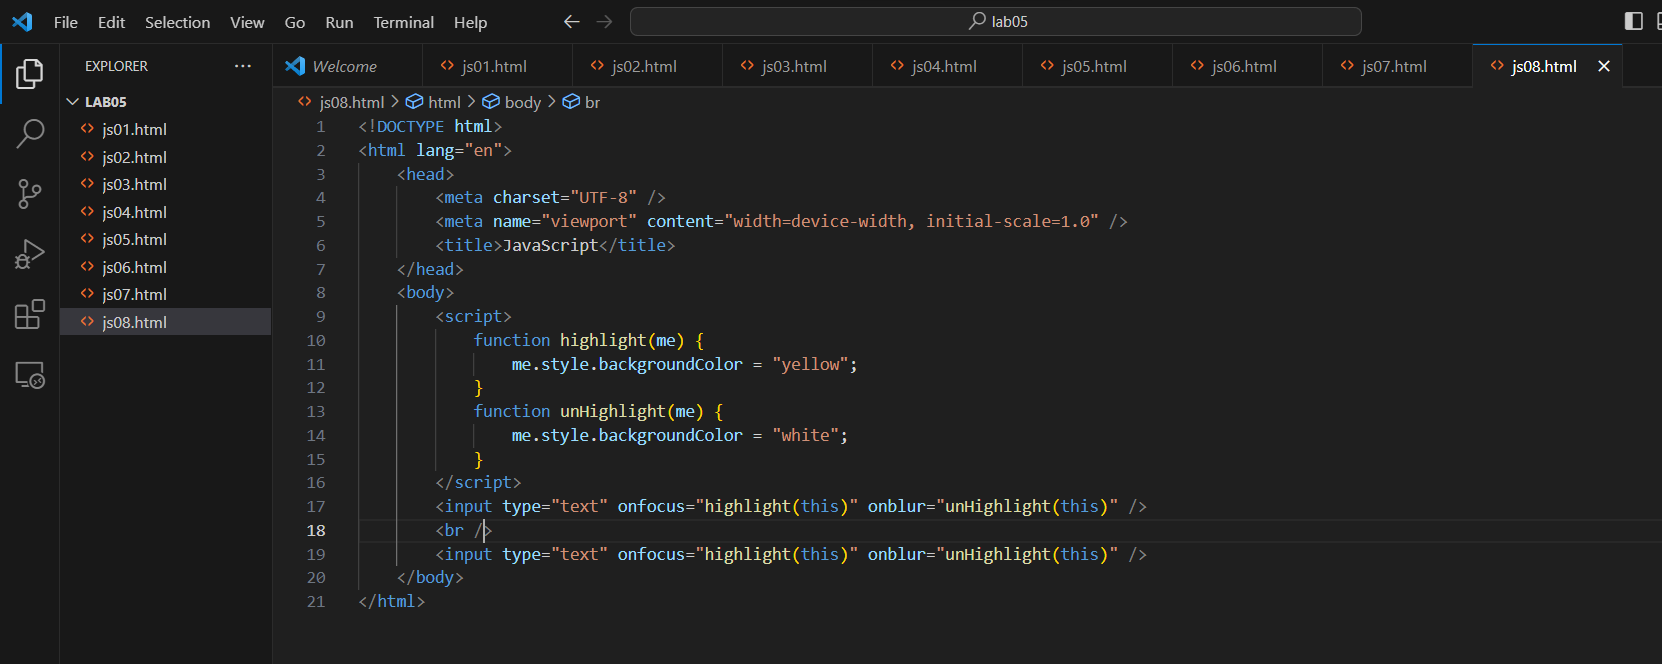 File Edit Selection View Go Run Terminal Help
lab05
EXPLORER ...
Welcome js01.html js02.html js03.html js04.html js05.html js06.html js07.html js08.html
LAB05
js01.html
js02.html
js03.html
js04.html
js05.html
js06.html
js07.html
js08.html
js08.html > html > body > br
1 <!DOCTYPE html>
2 <html lang="en">
3 <head>
4 <meta charset="UTF-8" />
5 <meta name="viewport" content="width=device-width, initial-scale=1.0" />
6 <title>JavaScript</title>
7 </head>
8 <body>
9 <script>
10 function highlight(me) {
11 me.style.backgroundColor = "yellow";
12 }
13 function unHighlight(me) {
14 me.style.backgroundColor = "white";
15 }
16 </script>
17 <input type="text" onfocus="highlight(this)" onblur="unHighlight(this)" />
18 <br />
19 <input type="text" onfocus="highlight(this)" onblur="unHighlight(this)" />
20 </body>
21 </html>